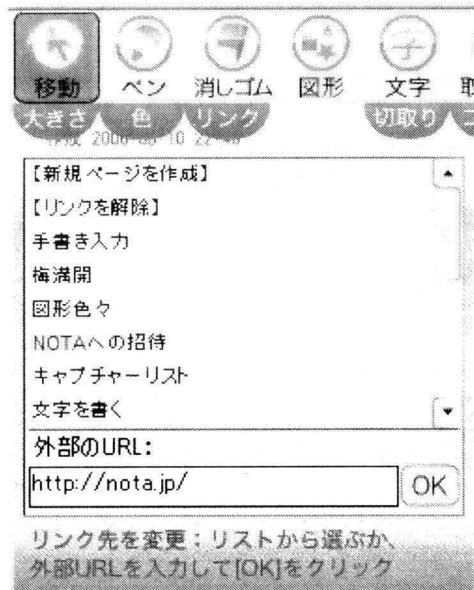 移動 ペン 消しゴム 図形 文字
大きさ 色 リンク 切取り
【新規ページを作成】
【リンクを解除】
手書き入力
梅満開
図形色々
NOTAへの招待
キャプチャーリスト
文字を書く
外部のURL:
http://nota.jp/ OK
リンク先を変更：リストから選ぶか、
外部URLを入力して[OK]をクリック